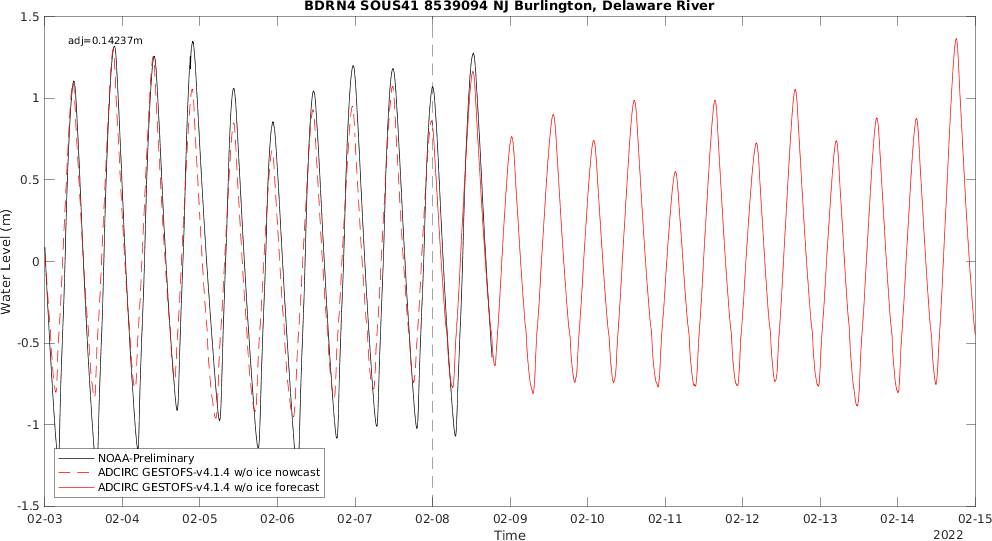 BDRN4 SOUS41 8539094 NJ Burlington, Delaware River
adj=0.14237m
1.5
1
0.5
0
-0.5
-1
-1.5
Water Level (m)
NOAA-Preliminary
ADCIRC GESTOFS-v4.1.4 w/o ice nowcast
ADCIRC GESTOFS-v4.1.4 w/o ice forecast
02-03 02-04 02-05 02-06 02-07 02-08 02-09 02-10 02-11 02-12 02-13 02-14 02-15
Time
2022